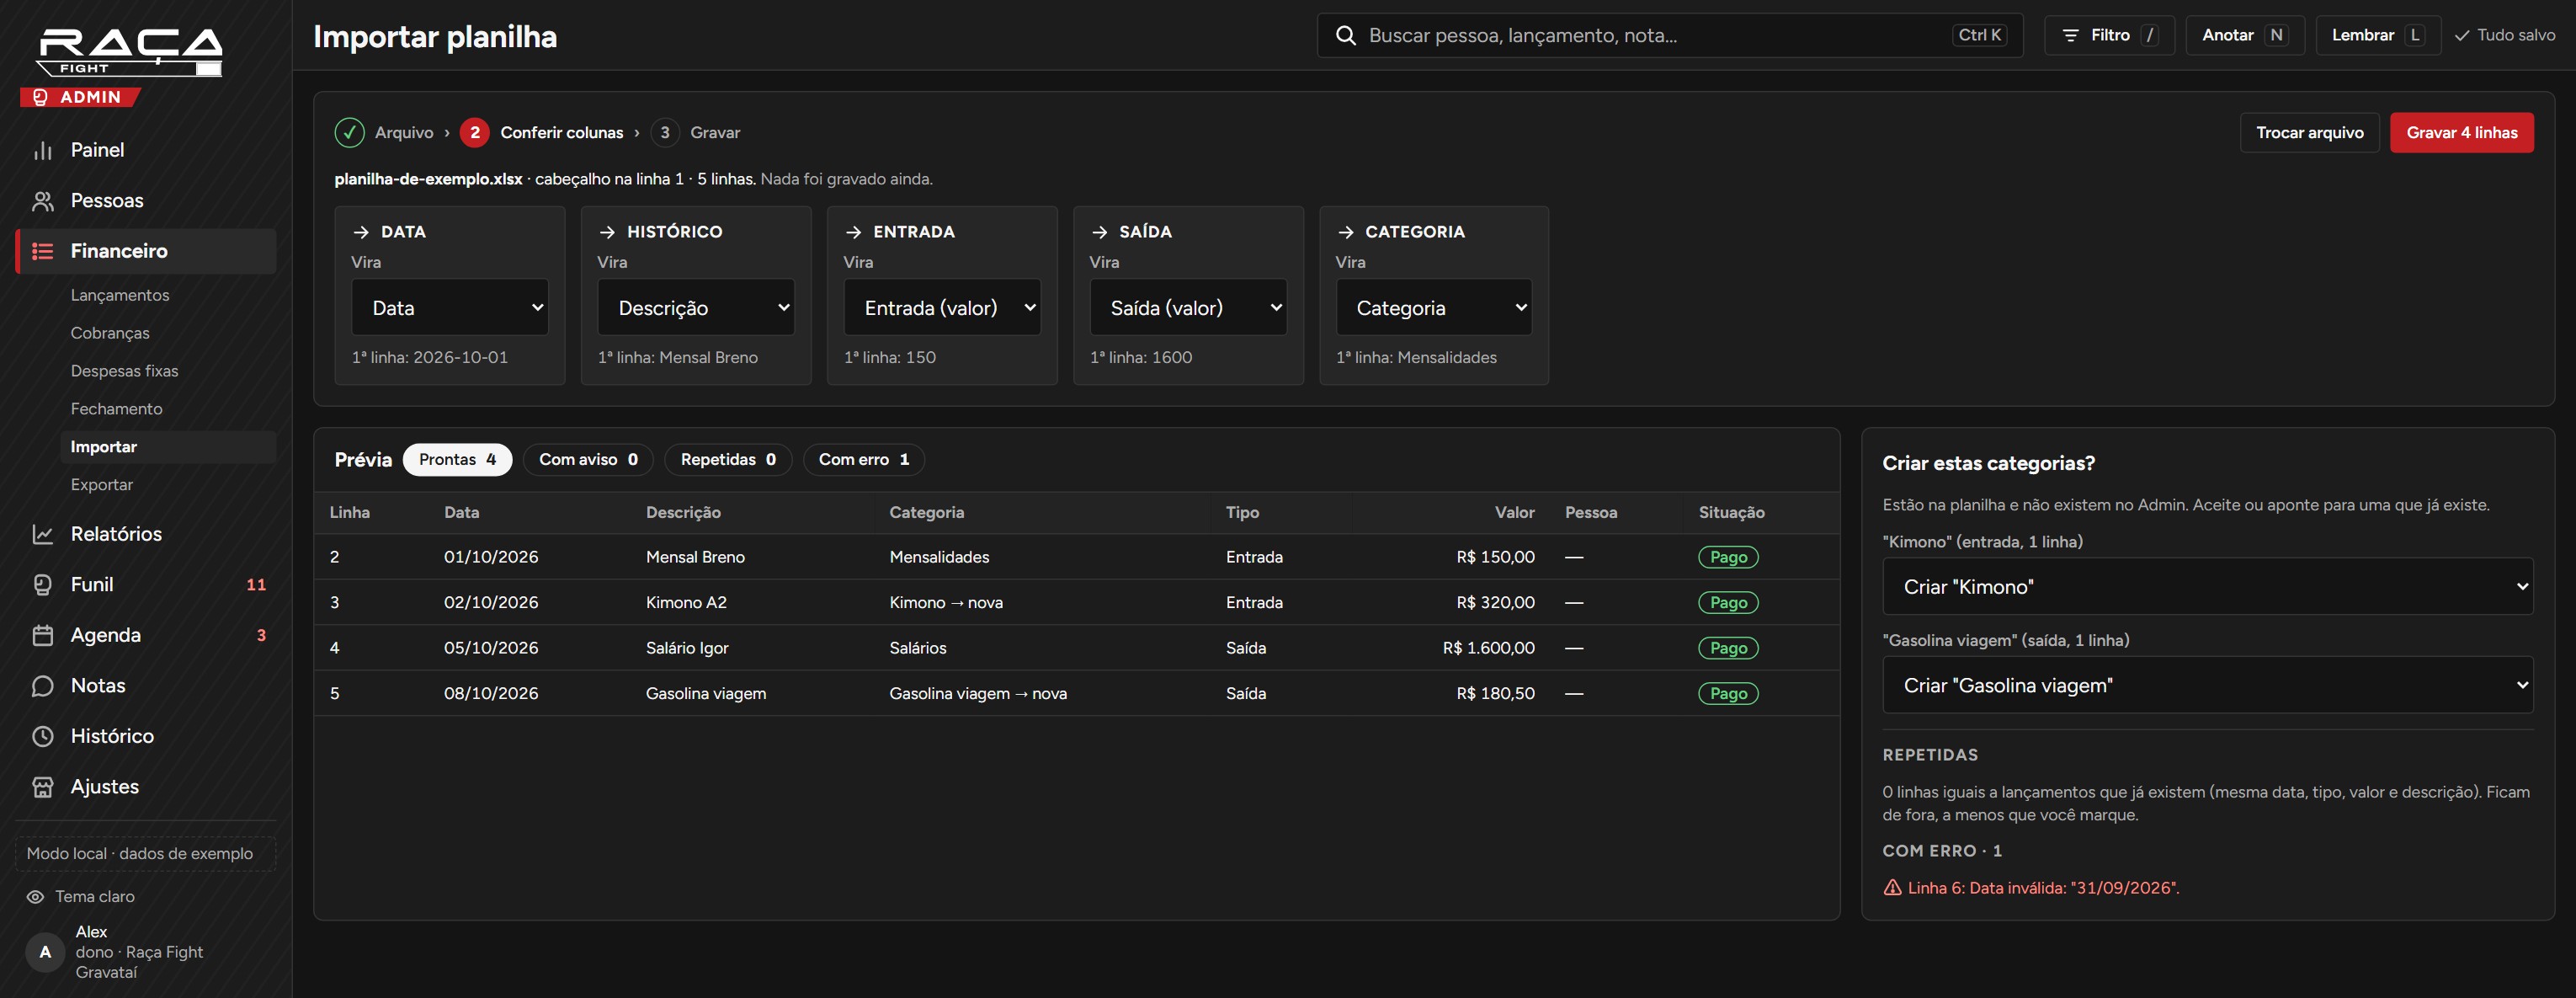 RAÇA
FIGHT
ADMIN
Painel
Pessoas
Financeiro
Lançamentos
Cobranças
Despesas fixas
Fechamento
Importar
Exportar
Relatórios
Funil 11
Agenda 3
Notas
Histórico
Ajustes
Modo local · dados de exemplo
Tema claro
A
Alex
dono · Raça Fight
Gravataí
Importar planilha
Buscar pessoa, lançamento, nota... Ctrl K
Filtro /
Anotar N
Lembrar L
✓ Tudo salvo
✓ Arquivo › 2 Conferir colunas › 3 Gravar
Trocar arquivo
Gravar 4 linhas
planilha-de-exemplo.xlsx · cabeçalho na linha 1 · 5 linhas. Nada foi gravado ainda.
→ DATA
Vira
Data
1ª linha: 2026-10-01
→ HISTÓRICO
Vira
Descrição
1ª linha: Mensal Breno
→ ENTRADA
Vira
Entrada (valor)
1ª linha: 150
→ SAÍDA
Vira
Saída (valor)
1ª linha: 1600
→ CATEGORIA
Vira
Categoria
1ª linha: Mensalidades
Prévia Prontas 4 Com aviso 0 Repetidas 0 Com erro 1
Linha Data Descrição Categoria Tipo Valor Pessoa Situação
2 01/10/2026 Mensal Breno Mensalidades Entrada R$ 150,00 — Pago
3 02/10/2026 Kimono A2 Kimono → nova Entrada R$ 320,00 — Pago
4 05/10/2026 Salário Igor Salários Saída R$ 1.600,00 — Pago
5 08/10/2026 Gasolina viagem Gasolina viagem → nova Saída R$ 180,50 — Pago
Criar estas categorias?
Estão na planilha e não existem no Admin. Aceite ou aponte para uma que já existe.
"Kimono" (entrada, 1 linha)
Criar "Kimono"
"Gasolina viagem" (saída, 1 linha)
Criar "Gasolina viagem"
REPETIDAS
0 linhas iguais a lançamentos que já existem (mesma data, tipo, valor e descrição). Ficam
de fora, a menos que você marque.
COM ERRO · 1
Linha 6: Data inválida: "31/09/2026".